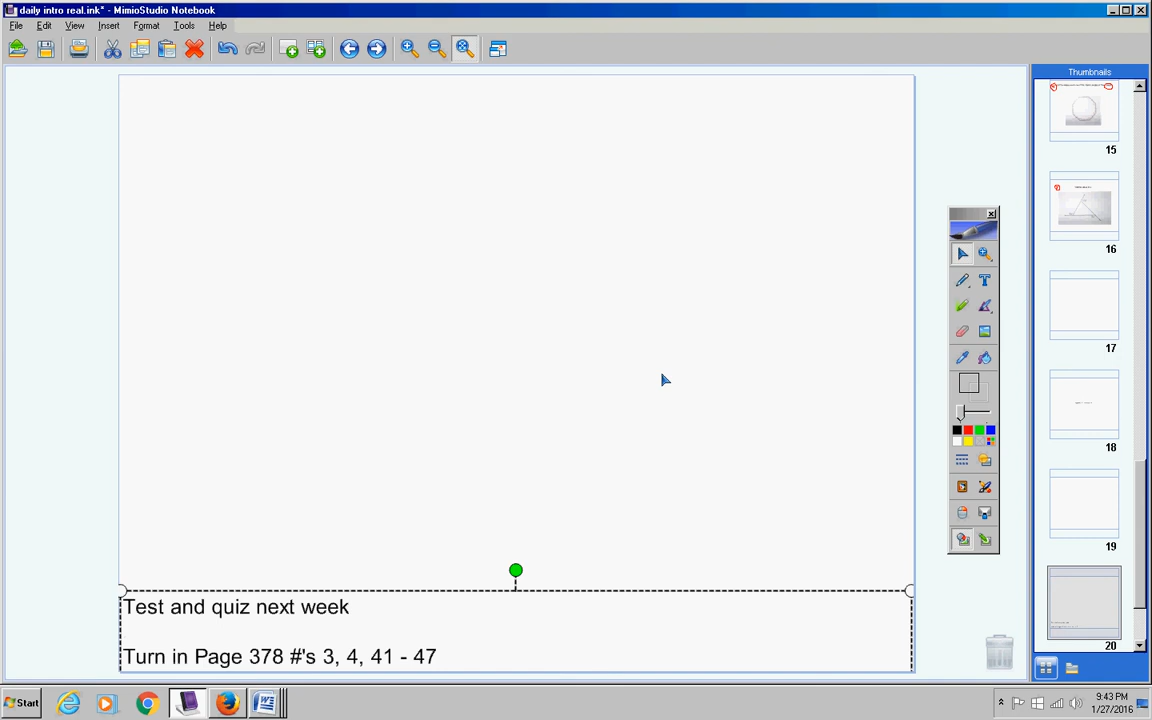 daily intro real.ink* - MimioStudio Notebook
File Edit View Insert Format Tools Help
Thumbnails
15
16
17
18
19
20
Test and quiz next week
Turn in Page 378 #'s 3, 4, 41 - 47
Start
9:43 PM
1/27/2016